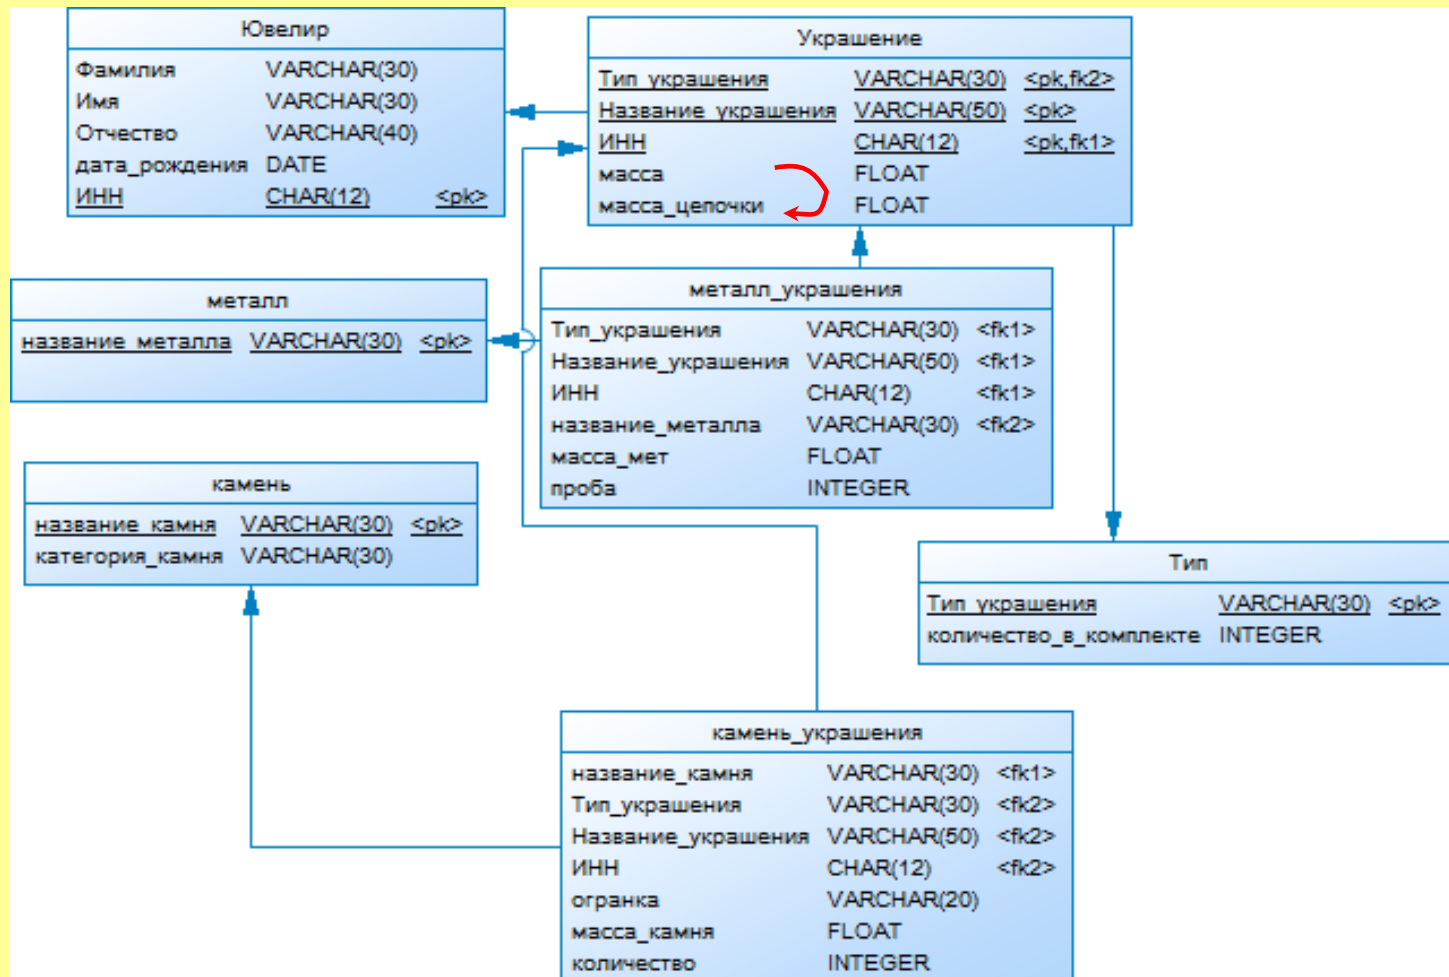 Ювелир
Фамилия VARCHAR(30)
Имя VARCHAR(30)
Отчество VARCHAR(40)
дата_рождения DATE
ИНН CHAR(12) <pk>
Украшение
Тип_украшения VARCHAR(30) <pk,fk2>
Название_украшения VARCHAR(50) <pk>
ИНН CHAR(12) <pk,fk1>
масса FLOAT
масса_цепочки FLOAT
металл
название_металла VARCHAR(30) <pk>
металл_украшения
Тип_украшения VARCHAR(30) <fk1>
Название_украшения VARCHAR(50) <fk1>
ИНН CHAR(12) <fk1>
название_металла VARCHAR(30) <fk2>
масса_мет FLOAT
проба INTEGER
камень
название_камня VARCHAR(30) <pk>
категория_камня VARCHAR(30)
Тип
Тип_украшения VARCHAR(30) <pk>
количество_в_комплекте INTEGER
камень_украшения
название_камня VARCHAR(30) <fk1>
Тип_украшения VARCHAR(30) <fk2>
Название_украшения VARCHAR(50) <fk2>
ИНН CHAR(12) <fk2>
огранка VARCHAR(20)
масса_камня FLOAT
количество INTEGER